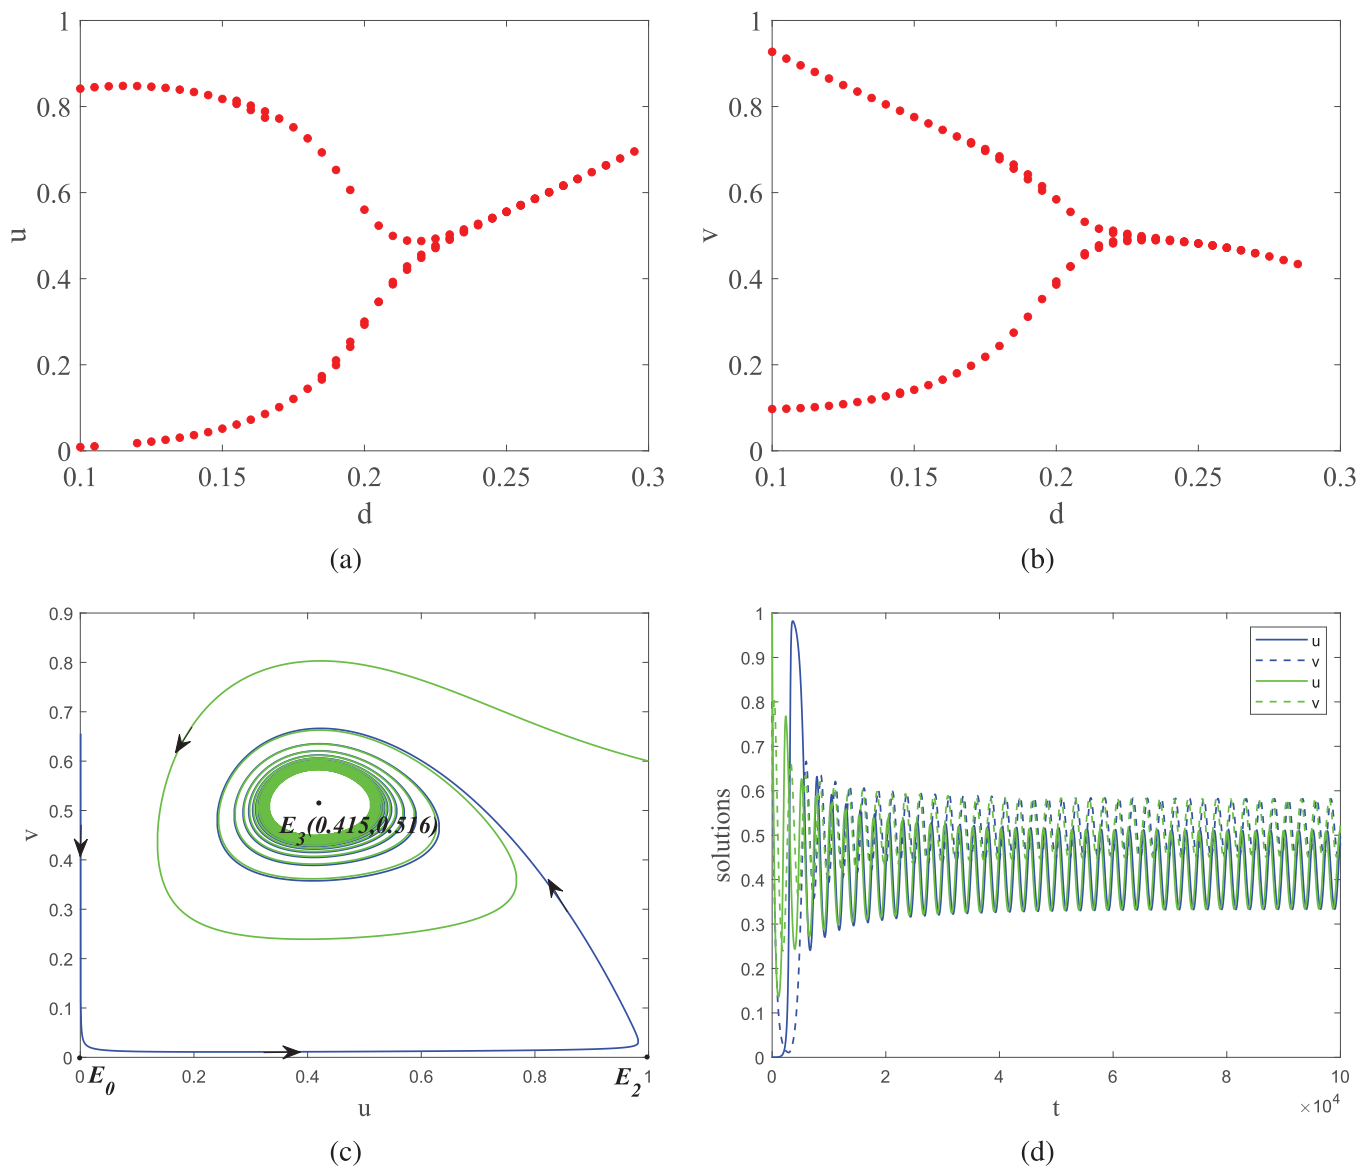 1
0.8
0.6
0.4
0.2
0
u
0.1 0.15 0.2 0.25 0.3
d
(a)
1
0.8
0.6
0.4
0.2
0
v
0.1 0.15 0.2 0.25 0.3
d
(b)
0.9
0.8
0.7
0.6
0.5
0.4
0.3
0.2
0.1
0
v
E3(0.415,0.516)
0 0.2 0.4 0.6 0.8 1
E0 E2
u
(c)
1
0.9
0.8
0.7
0.6
0.5
0.4
0.3
0.2
0.1
0
solutions
u
v
u
v
0 2 4 6 8 10
t
×10^4
(d)